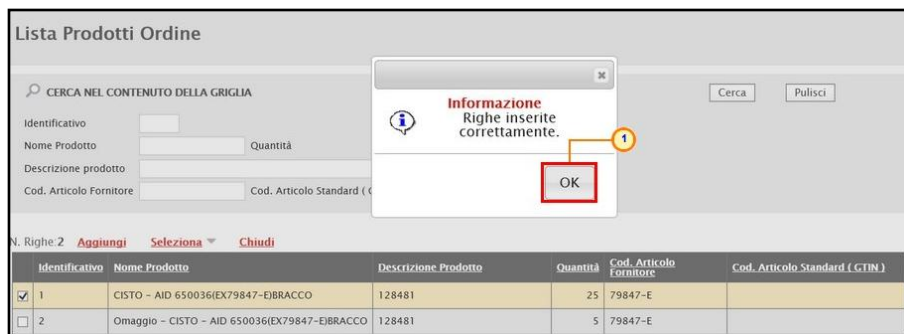 Lista Prodotti Ordine
CERCA NEL CONTENUTO DELLA GRIGLIA
Cerca Pulisci
Informazione
Righe inserite
correttamente.
1
OK
Identificativo
Nome Prodotto Quantità
Descrizione prodotto
Cod. Articolo Fornitore Cod. Articolo Standard (
N. Righe:2 Aggiungi Seleziona Chiudi
Identificativo Nome Prodotto Descrizione Prodotto Quantità Cod. Articolo Fornitore Cod. Articolo Standard ( GTIN )
1 CISTO - AID 650036(EX79847-E)BRACCO 128481 25 79847-E
2 Omaggio - CISTO - AID 650036(EX79847-E)BRACCO 128481 5 79847-E